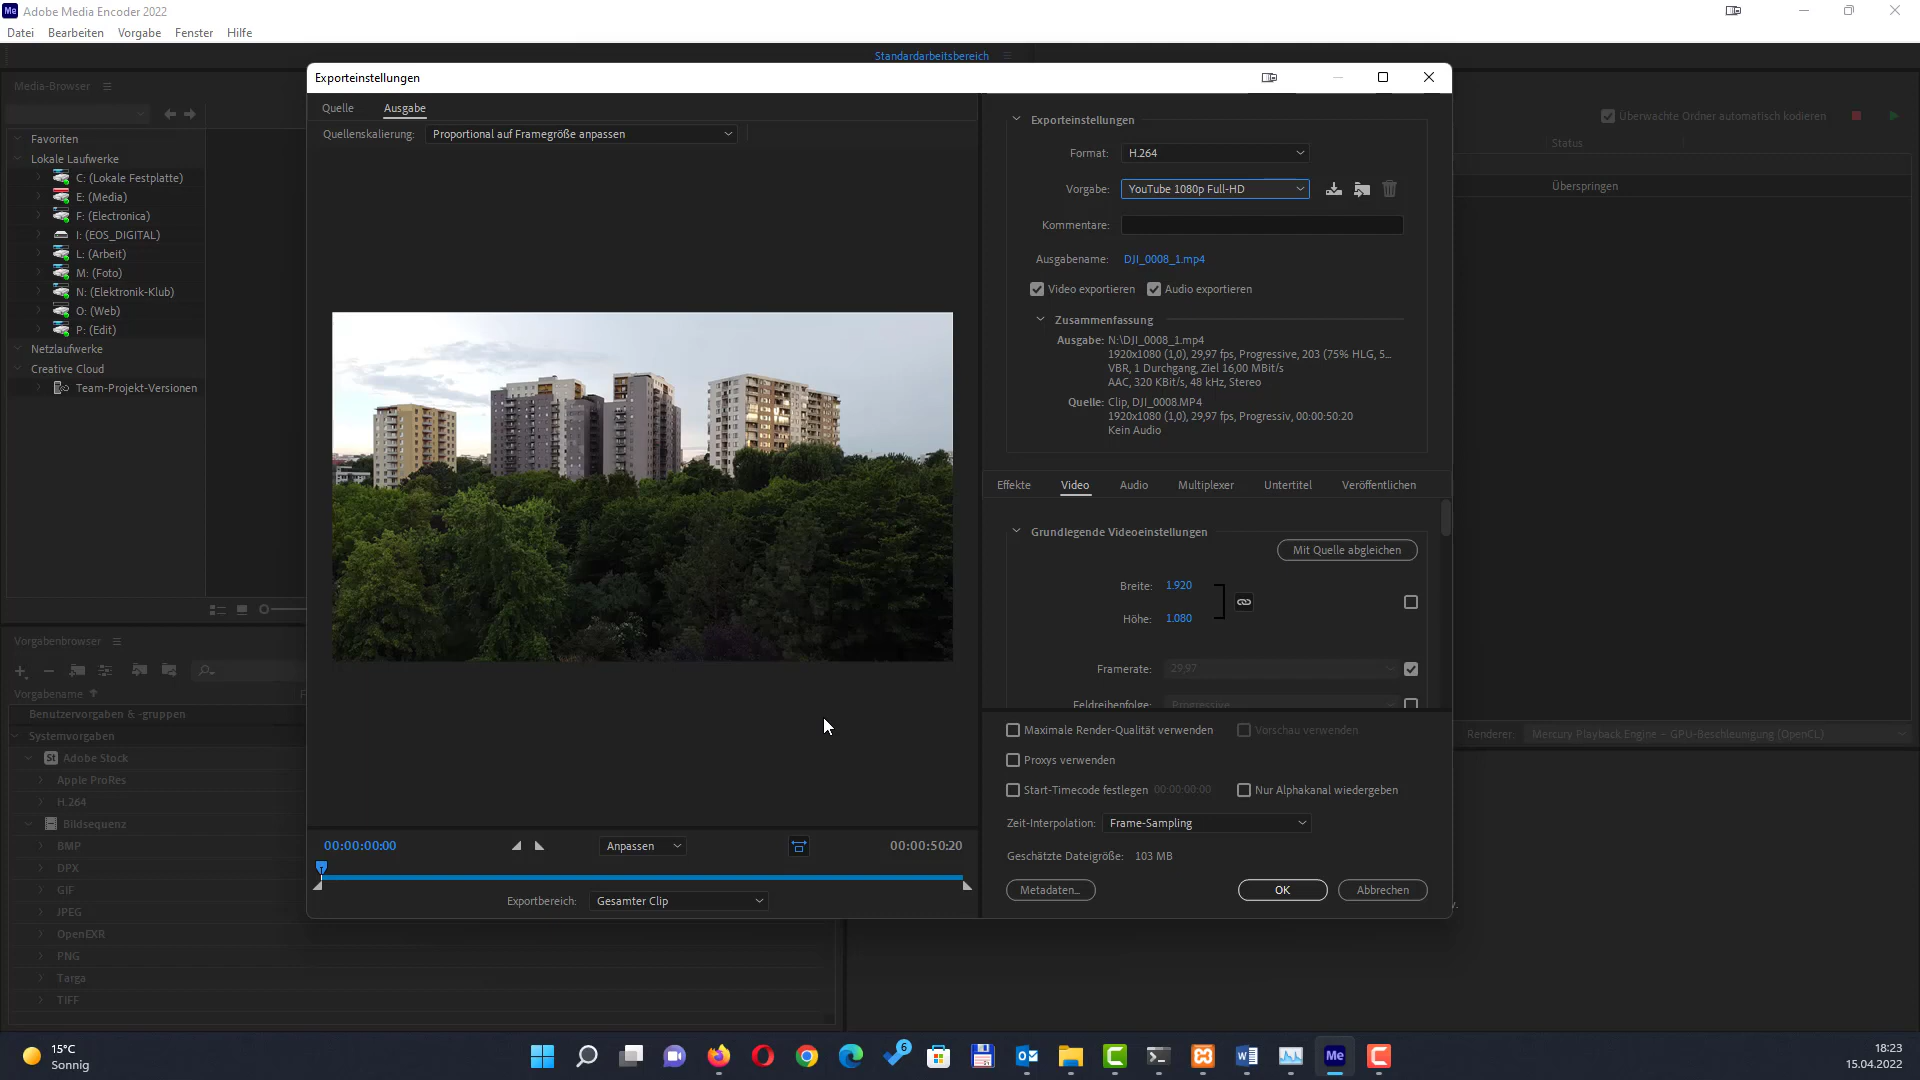 Adobe Media Encoder 2022
Datei Bearbeiten Vorgabe Fenster Hilfe
Standardarbeitsbereich
Media-Browser
Favoriten
Lokale Laufwerke
C: (Lokale Festplatte)
E: (Media)
F: (Electronica)
I: (EOS_DIGITAL)
L: (Arbeit)
M: (Foto)
N: (Elektronik-Klub)
O: (Web)
P: (Edit)
Netzlaufwerke
Creative Cloud
Team-Projekt-Versionen
Vorgabenbrowser
Vorgabename
Benutzervorgaben & -gruppen
Systemvorgaben
St Adobe Stock
Apple ProRes
H.264
Bildsequenz
BMP
DPX
GIF
JPEG
OpenEXR
PNG
Targa
TIFF
Exporteinstellungen
Quelle Ausgabe
Quellenskalierung: Proportional auf Framegröße anpassen
00:00:00:00 Anpassen 00:00:50:20
Exportbereich: Gesamter Clip
Exporteinstellungen
Format: H.264
Vorgabe: YouTube 1080p Full-HD
Kommentare:
Ausgabename: DJI_0008_1.mp4
Video exportieren Audio exportieren
Zusammenfassung
Ausgabe: N:\DJI_0008_1.mp4
1920x1080 (1,0), 29,97 fps, Progressive, 203 (75% HLG, 5...
VBR, 1 Durchgang, Ziel 16,00 MBit/s
AAC, 320 KBit/s, 48 kHz, Stereo
Quelle: Clip, DJI_0008.MP4
1920x1080 (1,0), 29,97 fps, Progressiv, 00:00:50:20
Kein Audio
Effekte Video Audio Multiplexer Untertitel Veröffentlichen
Grundlegende Videoeinstellungen
Mit Quelle abgleichen
Breite: 1.920
Höhe: 1.080
Framerate: 29,97
Feldreihenfolge: Progressive
Maximale Render-Qualität verwenden Vorschau verwenden
Proxys verwenden
Start-Timecode festlegen 00:00:00:00 Nur Alphakanal wiedergeben
Zeit-Interpolation: Frame-Sampling
Geschätzte Dateigröße: 103 MB
Metadaten... OK Abbrechen
Überwachte Ordner automatisch kodieren
Status
Überspringen
Renderer: Mercury Playback Engine – GPU-Beschleunigung (OpenCL)
15°C
Sonnig
6
Me
18:23
15.04.2022